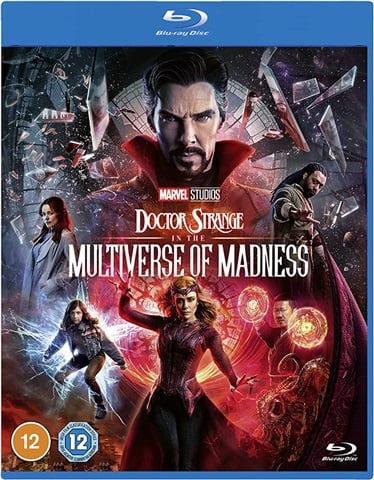 Blu-ray Disc
MARVEL STUDIOS
DOCTOR STRANGE
IN THE
MULTIVERSE OF MADNESS
12
12
Blu-ray Disc